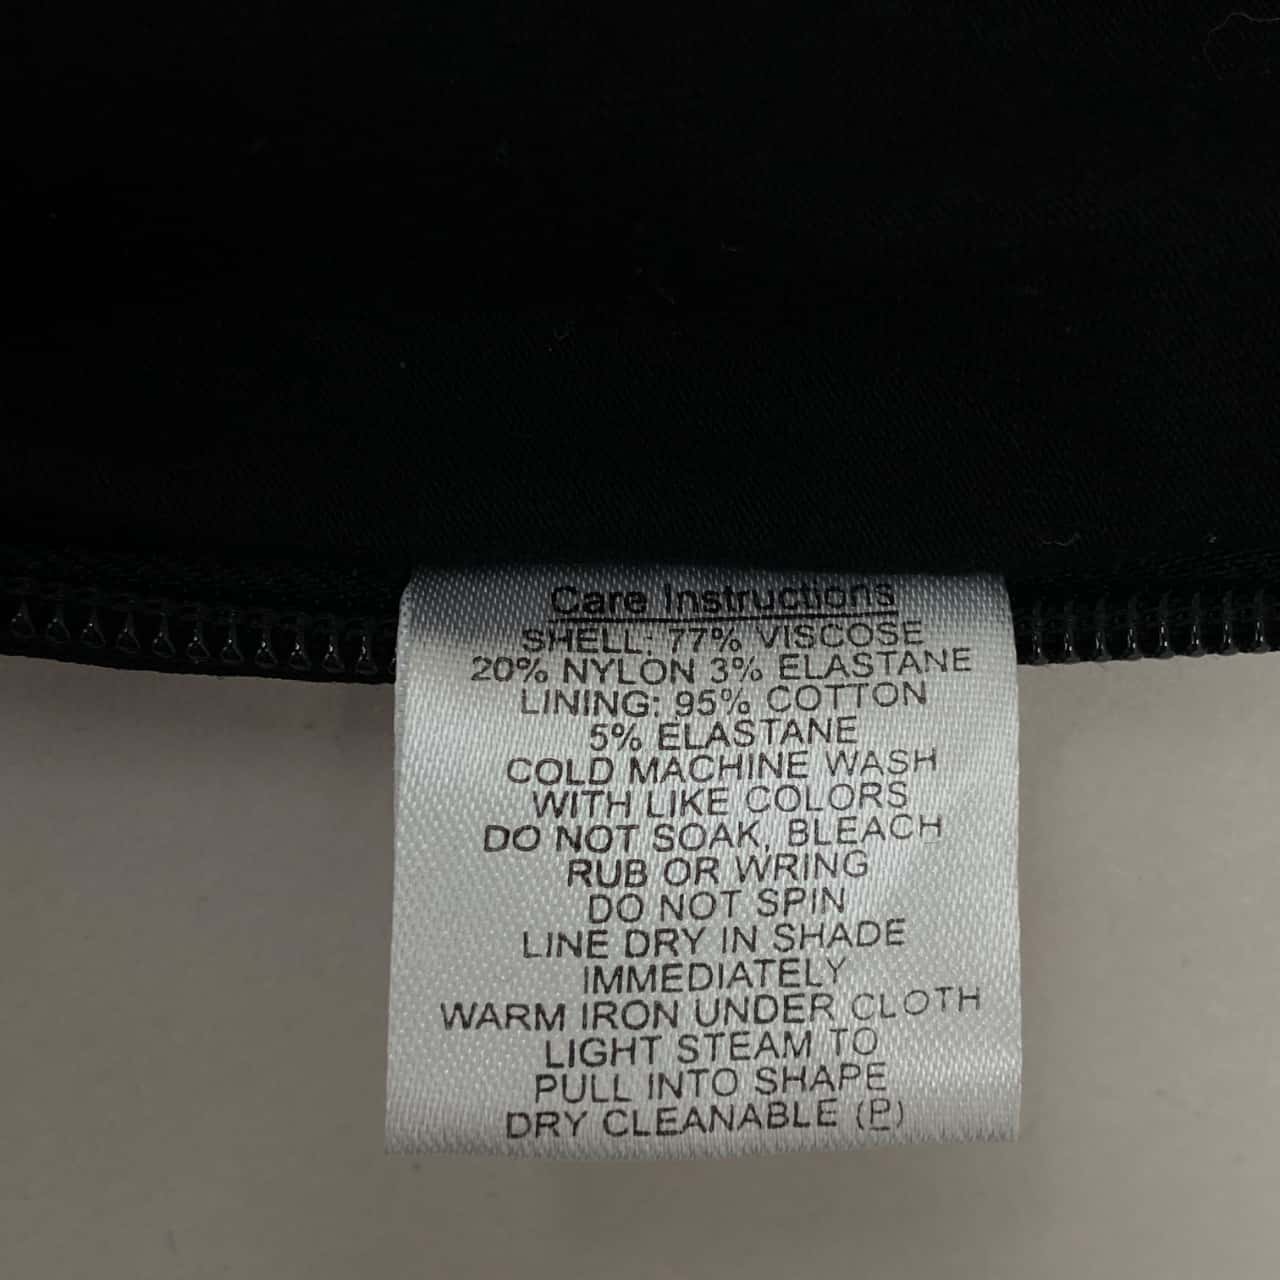 Care Instructions
SHELL: 77% VISCOSE
20% NYLON 3% ELASTANE
LINING: 95% COTTON
5% ELASTANE
COLD MACHINE WASH
WITH LIKE COLORS
DO NOT SOAK, BLEACH
RUB OR WRING
DO NOT SPIN
LINE DRY IN SHADE
IMMEDIATELY
WARM IRON UNDER CLOTH
LIGHT STEAM TO
PULL INTO SHAPE
DRY CLEANABLE (P)